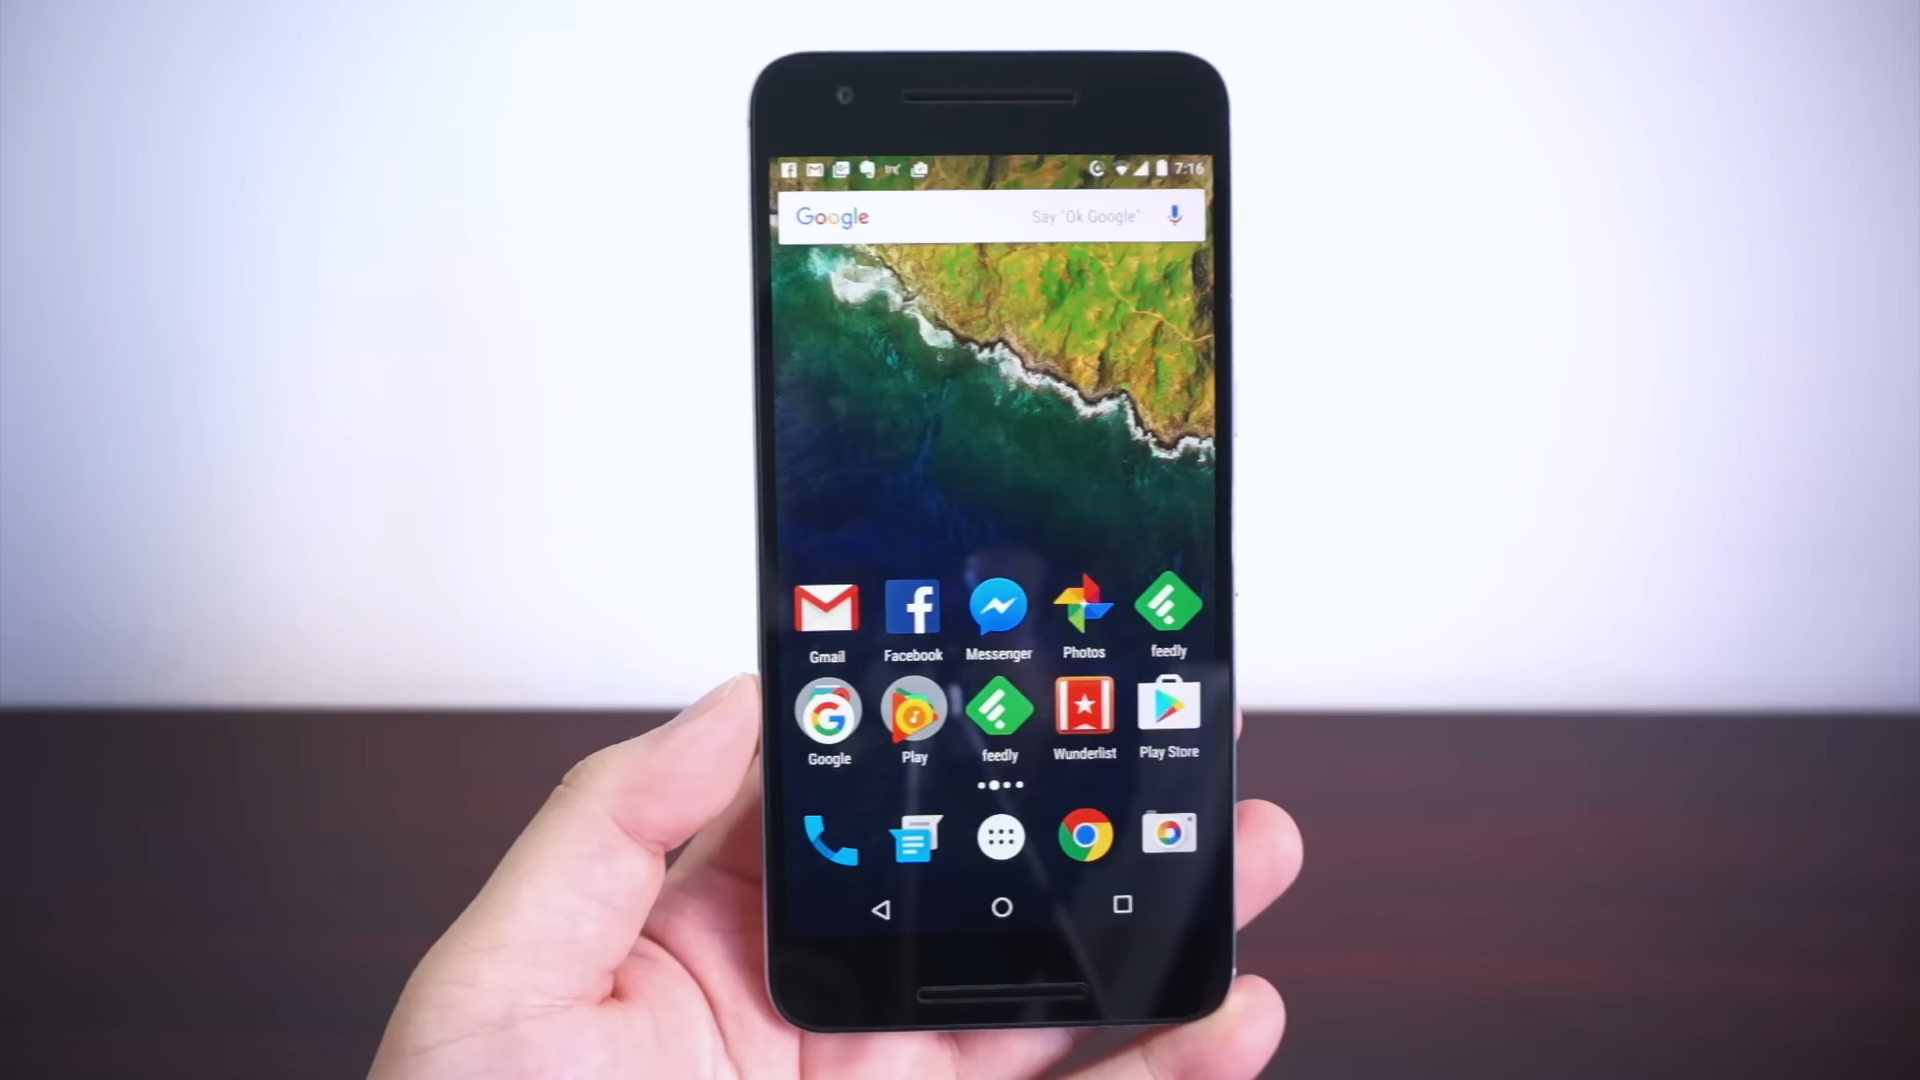 7:16
Google Say "Ok Google"
Gmail Facebook Messenger Photos feedly
Google Play feedly Wunderlist Play Store